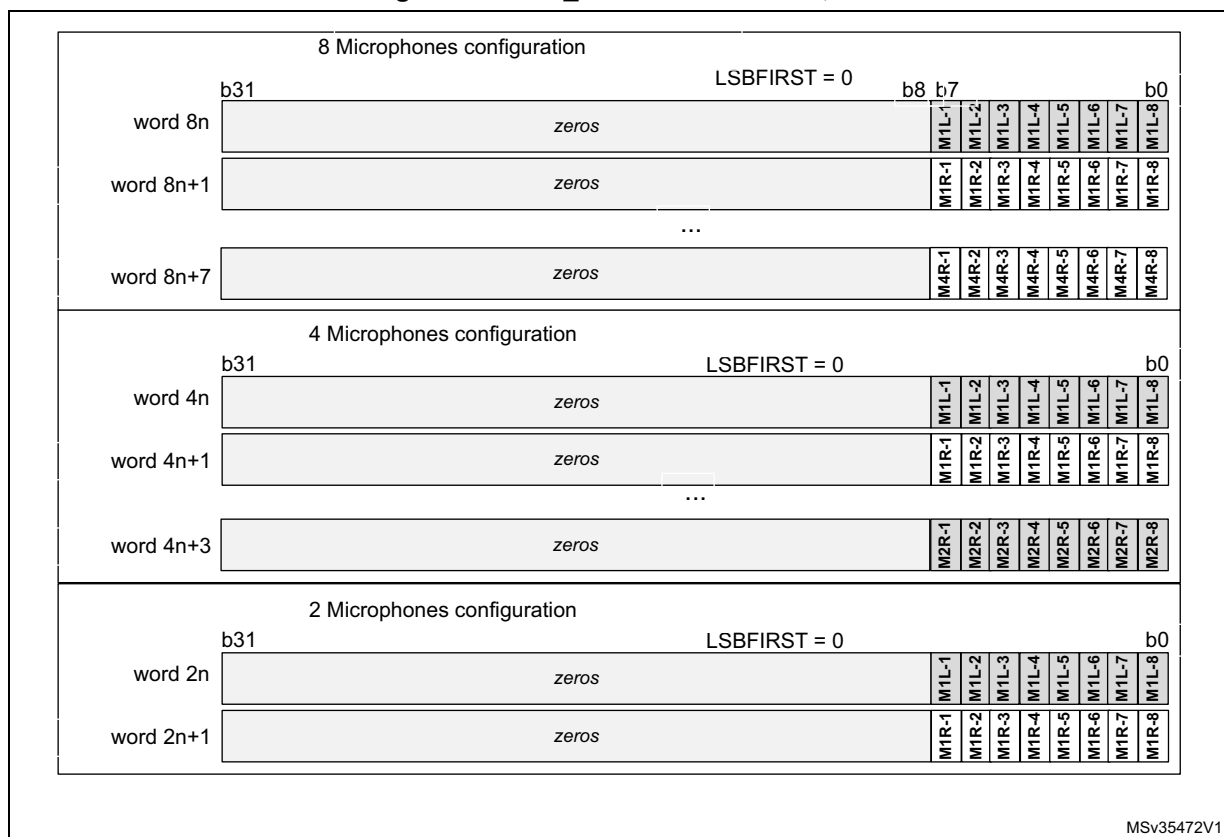 8 Microphones configuration
LSBFIRST = 0
b31 b8 b7 b0
word 8n zeros M1L-1 M1L-2 M1L-3 M1L-4 M1L-5 M1L-6 M1L-7 M1L-8
word 8n+1 zeros M1R-1 M1R-2 M1R-3 M1R-4 M1R-5 M1R-6 M1R-7 M1R-8
...
word 8n+7 zeros M4R-1 M4R-2 M4R-3 M4R-4 M4R-5 M4R-6 M4R-7 M4R-8
4 Microphones configuration
b31 LSBFIRST = 0 b0
word 4n zeros M1L-1 M1L-2 M1L-3 M1L-4 M1L-5 M1L-6 M1L-7 M1L-8
word 4n+1 zeros M1R-1 M1R-2 M1R-3 M1R-4 M1R-5 M1R-6 M1R-7 M1R-8
...
word 4n+3 zeros M2R-1 M2R-2 M2R-3 M2R-4 M2R-5 M2R-6 M2R-7 M2R-8
2 Microphones configuration
b31 LSBFIRST = 0 b0
word 2n zeros M1L-1 M1L-2 M1L-3 M1L-4 M1L-5 M1L-6 M1L-7 M1L-8
word 2n+1 zeros M1R-1 M1R-2 M1R-3 M1R-4 M1R-5 M1R-6 M1R-7 M1R-8
MSv35472V1